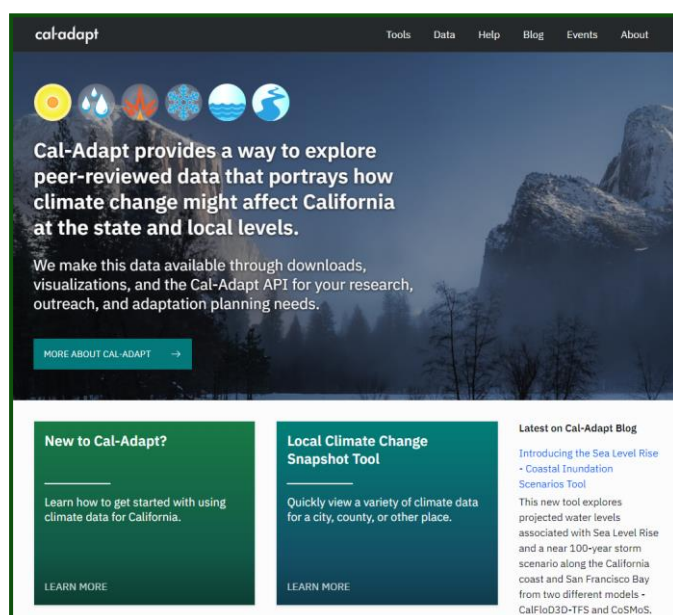 cal-adapt
Tools Data Help Blog Events About
Cal-Adapt provides a way to explore
peer-reviewed data that portrays how
climate change might affect California
at the state and local levels.
We make this data available through downloads,
visualizations, and the Cal-Adapt API for your research,
outreach, and adaptation planning needs.
MORE ABOUT CAL-ADAPT →
New to Cal-Adapt?
Learn how to get started with using
climate data for California.
LEARN MORE
Local Climate Change
Snapshot Tool
Quickly view a variety of climate data
for a city, county, or other place.
LEARN MORE
Latest on Cal-Adapt Blog
Introducing the Sea Level Rise
- Coastal Inundation
Scenarios Tool
This new tool explores
projected water levels
associated with Sea Level Rise
and a near 100-year storm
scenario along the California
coast and San Francisco Bay
from two different models -
CalFloD3D-TFS and CoSMoS.